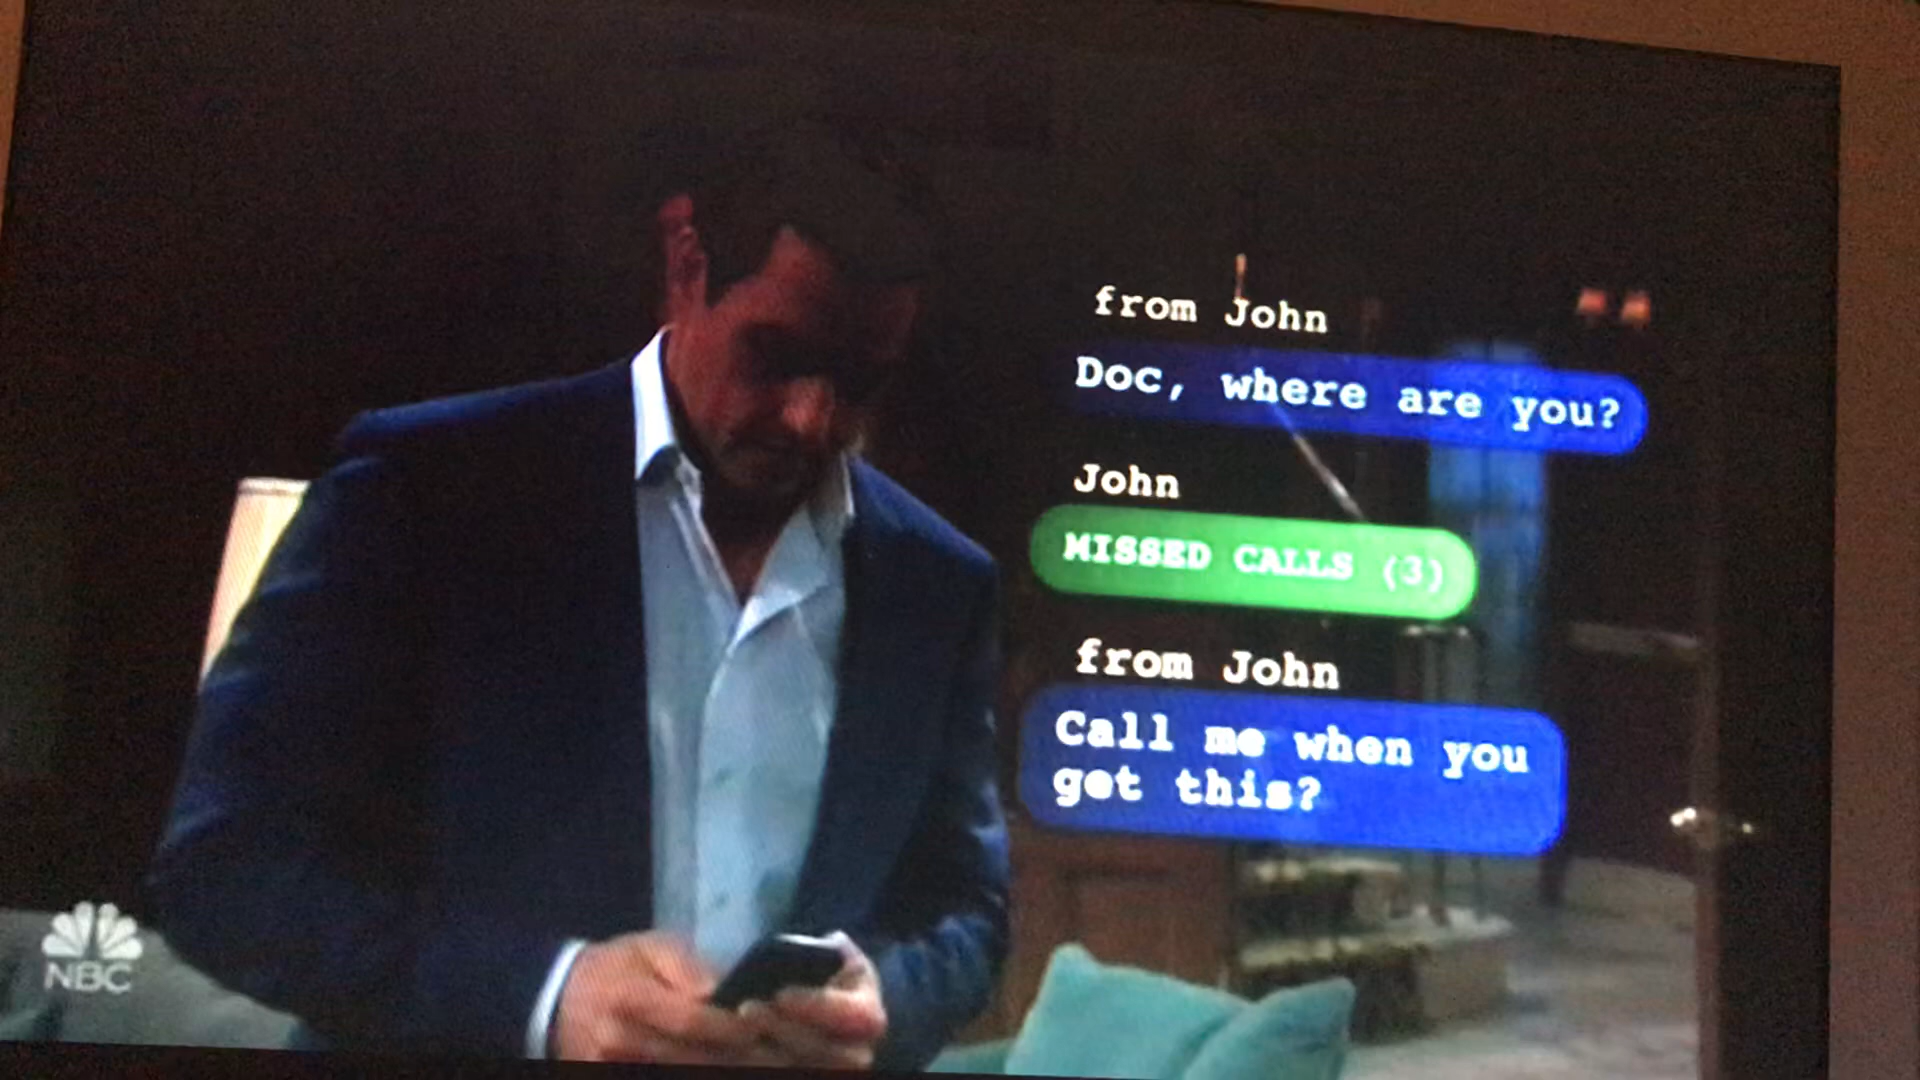 from John
Doc, where are you?
John
MISSED CALLS (3)
from John
Call me when you
get this?
NBC